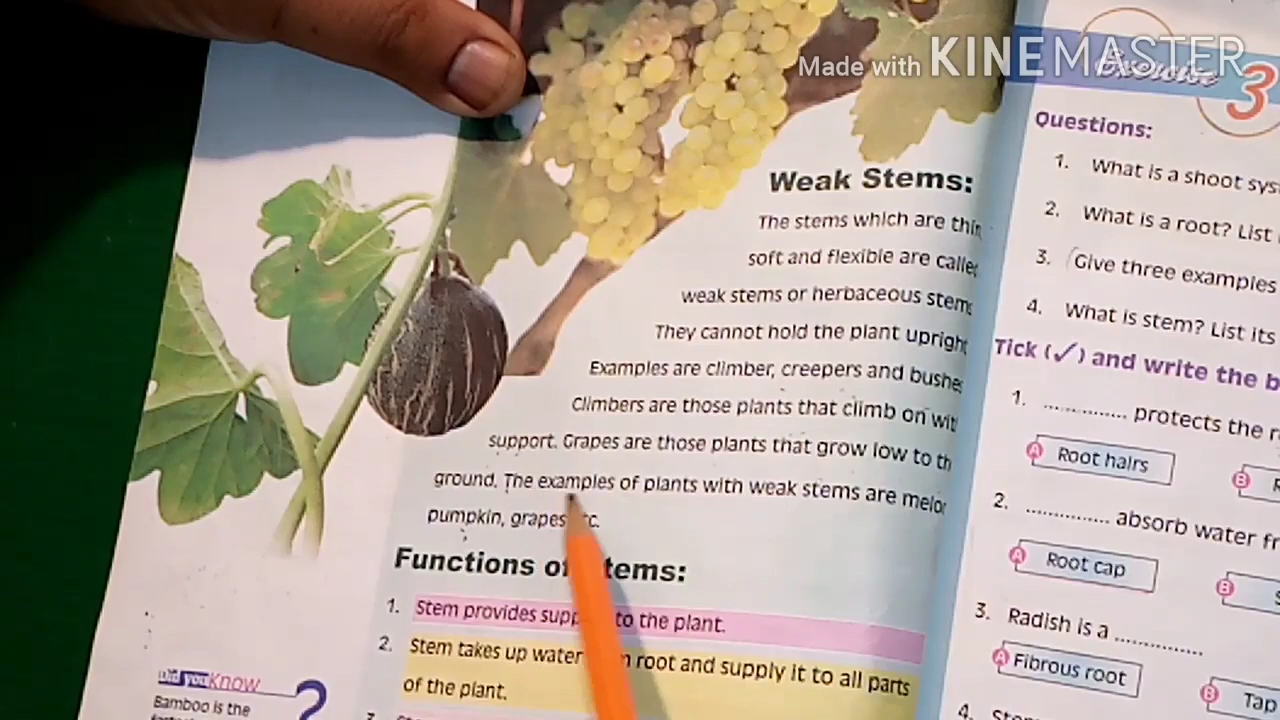 Made with KINEMASTER
Weak Stems:
The stems which are thin
soft and flexible are called
weak stems or herbaceous stems
They cannot hold the plant upright
Examples are climber, creepers and bushes
Climbers are those plants that climb on with
support. Grapes are those plants that grow low to th
ground. The examples of plants with weak stems are melon
pumpkin, grapes
Functions of Stems:
1. Stem provides support to the plant.
2. Stem takes up water from root and supply it to all parts
of the plant.
Did you Know
?
Bamboo is the
Exercise 3
Questions:
1. What is a shoot
2. What is a root? List
3. Give three examples
4. What is stem? List its
Tick (✓) and write the
1. .............. protects the
A Root hairs
B
2. .............. absorb water
A Root cap
B
3. Radish is a ..............
A Fibrous root
B Tap
4.